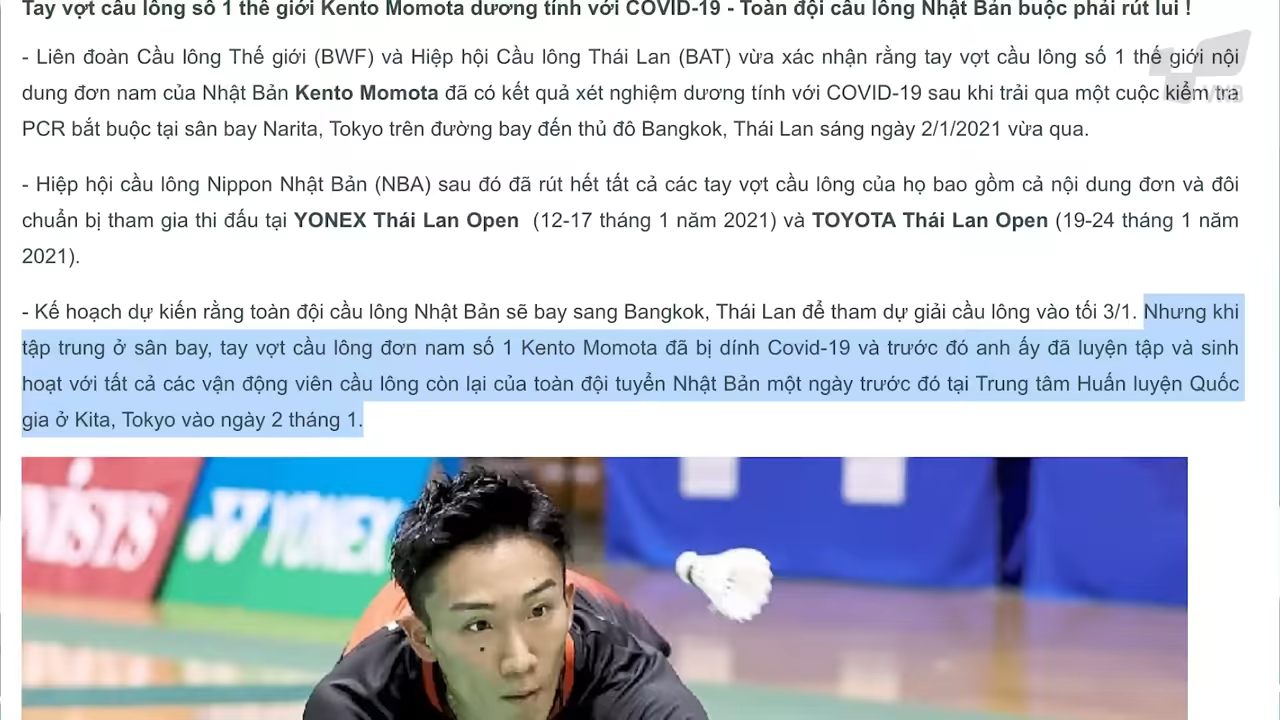 Tay vợt cầu lông số 1 thế giới Kento Momota dương tính với COVID-19 - Toàn đội cầu lông Nhật Bản buộc phải rút lui !
- Liên đoàn Cầu lông Thế giới (BWF) và Hiệp hội Cầu lông Thái Lan (BAT) vừa xác nhận rằng tay vợt cầu lông số 1 thế giới nội
dung đơn nam của Nhật Bản Kento Momota đã có kết quả xét nghiệm dương tính với COVID-19 sau khi trải qua một cuộc kiểm tra
PCR bắt buộc tại sân bay Narita, Tokyo trên đường bay đến thủ đô Bangkok, Thái Lan sáng ngày 2/1/2021 vừa qua.
- Hiệp hội cầu lông Nippon Nhật Bản (NBA) sau đó đã rút hết tất cả các tay vợt cầu lông của họ bao gồm cả nội dung đơn và đôi
chuẩn bị tham gia thi đấu tại YONEX Thái Lan Open (12-17 tháng 1 năm 2021) và TOYOTA Thái Lan Open (19-24 tháng 1 năm
2021).
- Kế hoạch dự kiến rằng toàn đội cầu lông Nhật Bản sẽ bay sang Bangkok, Thái Lan để tham dự giải cầu lông vào tối 3/1. Nhưng khi
tập trung ở sân bay, tay vợt cầu lông đơn nam số 1 Kento Momota đã bị dính Covid-19 và trước đó anh ấy đã luyện tập và sinh
hoạt với tất cả các vận động viên cầu lông còn lại của toàn đội tuyển Nhật Bản một ngày trước đó tại Trung tâm Huấn luyện Quốc
gia ở Kita, Tokyo vào ngày 2 tháng 1.
YONEX